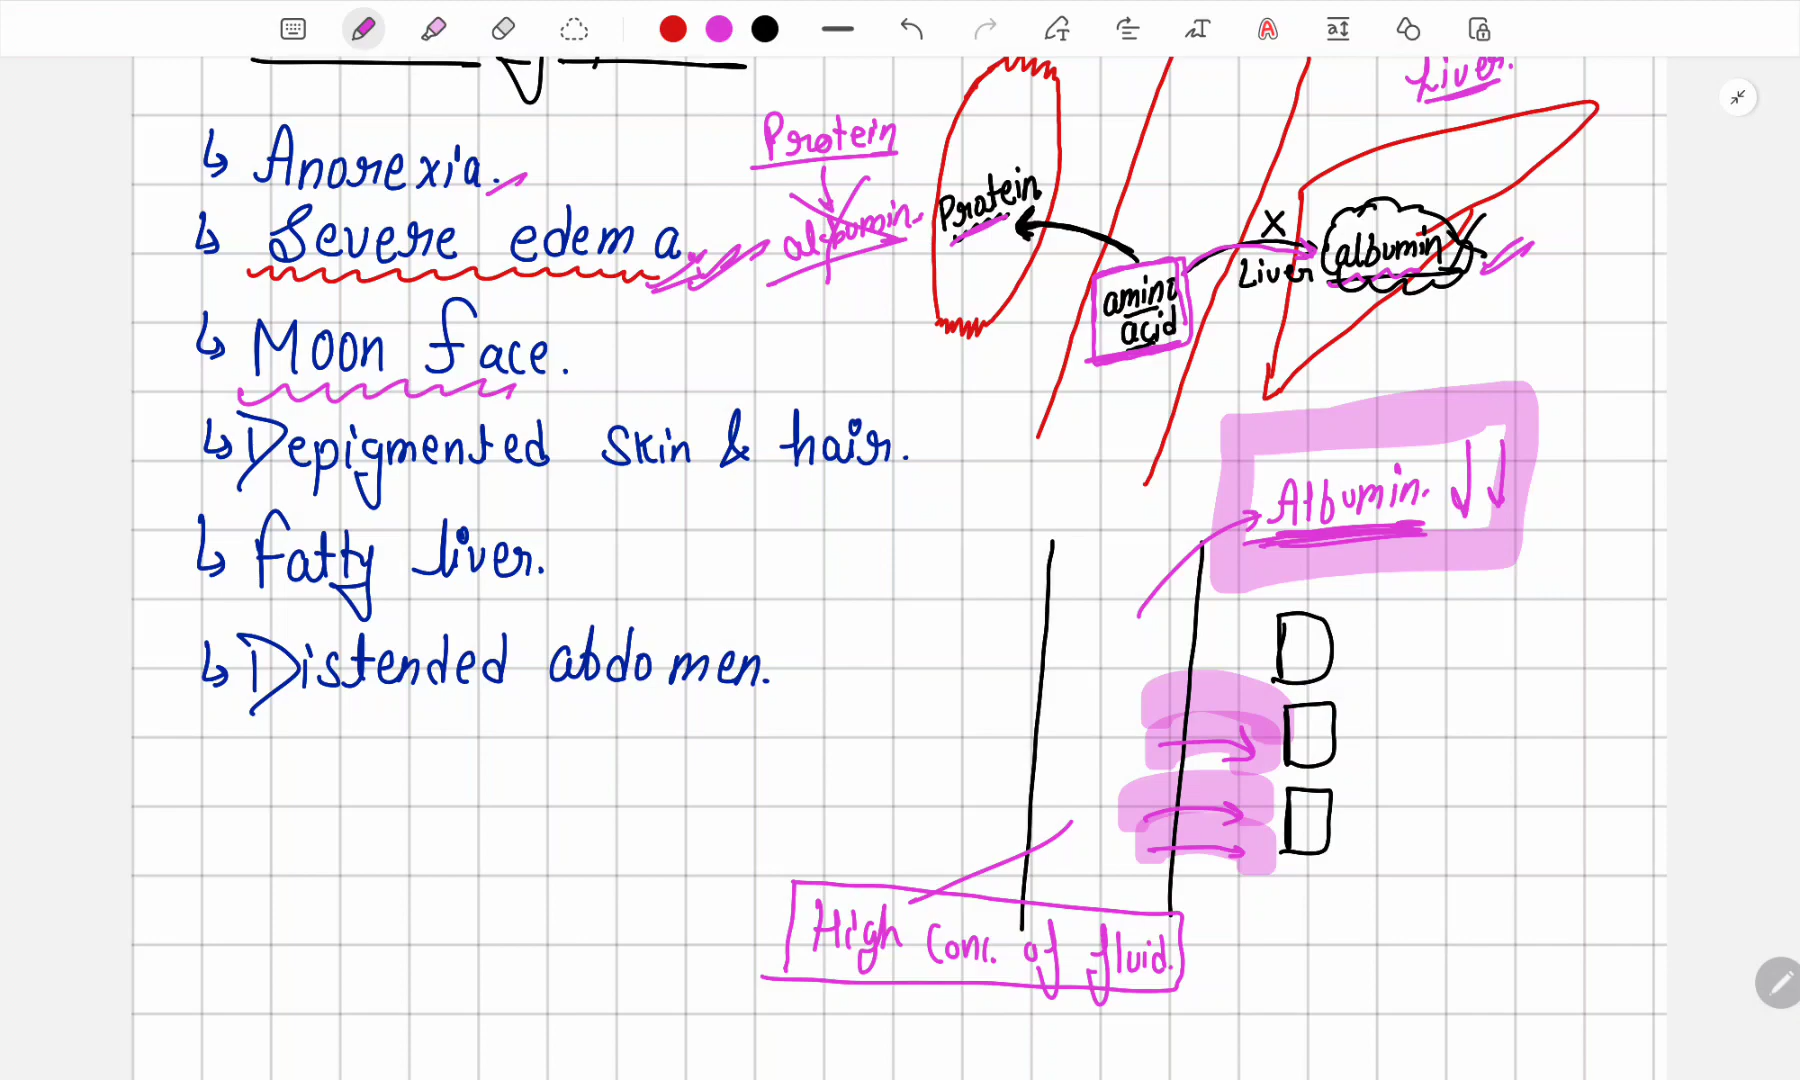 ↳ Anorexia.
↳ Severe edema
↳ Moon face.
↳ Depigmented skin & hair.
↳ Fatty liver.
↳ Distended abdomen.
Protein
albumin.
Protein
amino
acid
X
Liver
albumin
Liver.
Albumin. ↓↓
High Conc. of fluid.